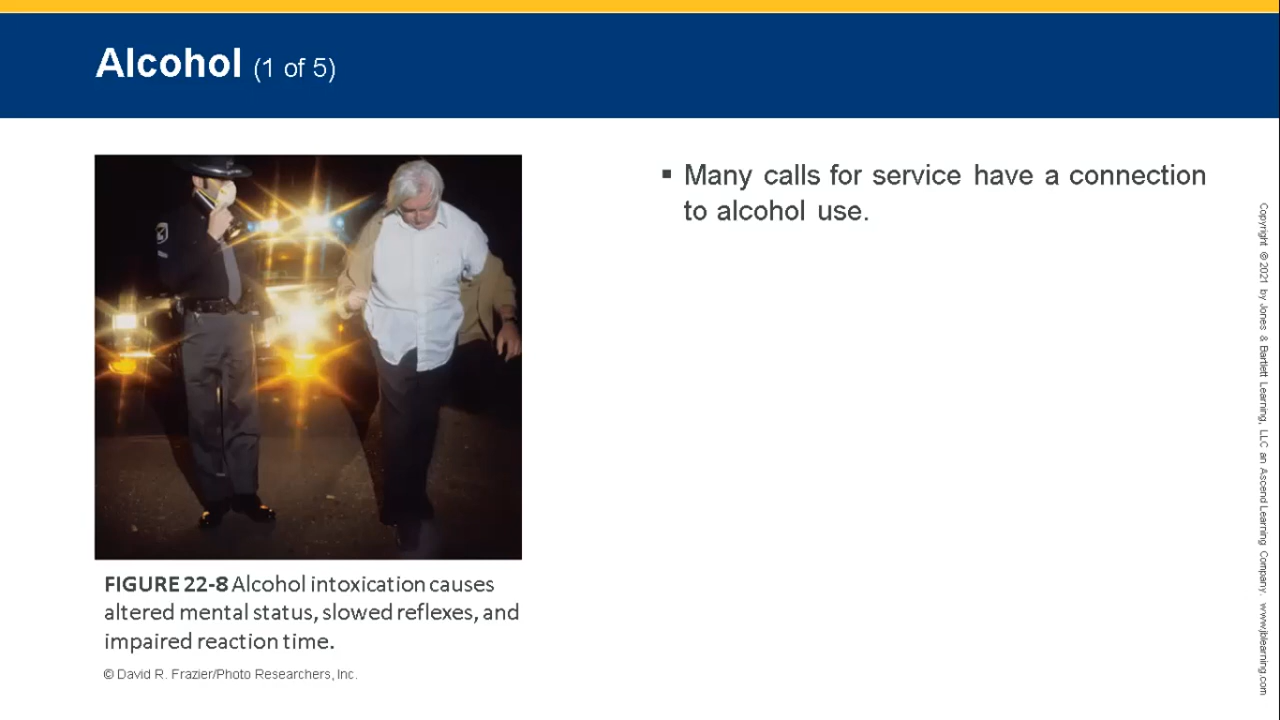 Alcohol (1 of 5)
▪ Many calls for service have a connection
to alcohol use.
FIGURE 22-8 Alcohol intoxication causes
altered mental status, slowed reflexes, and
impaired reaction time.
© David R. Frazier/Photo Researchers, Inc.
Copyright © 2021 by Jones & Bartlett Learning, LLC an Ascend Learning Company. www.jblearning.com